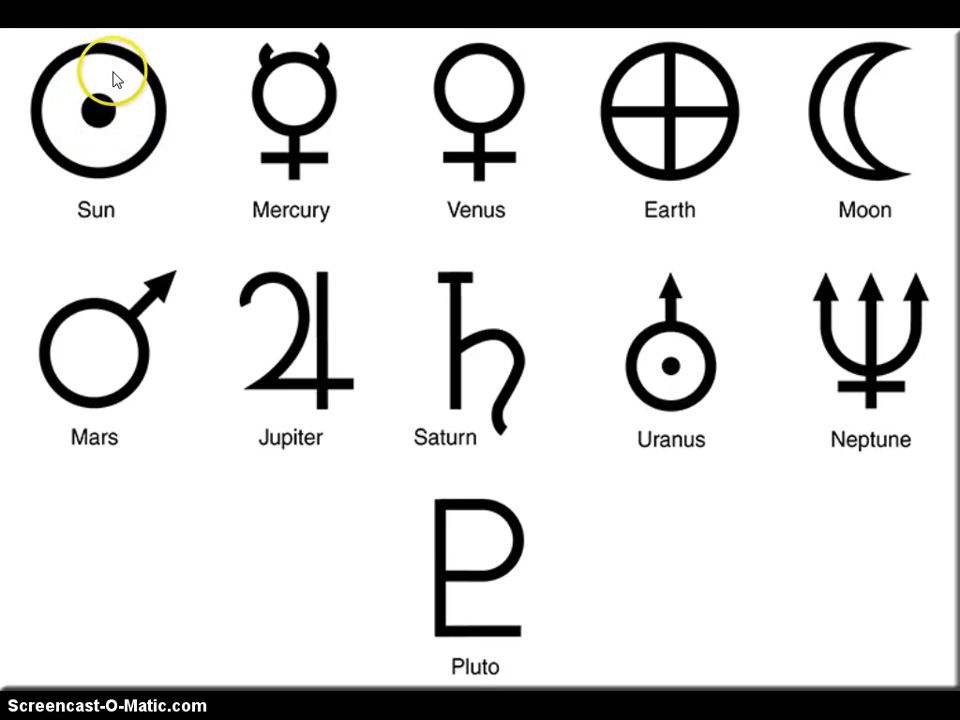 Sun Mercury Venus Earth Moon
Mars Jupiter Saturn Uranus Neptune
Pluto
Screencast-O-Matic.com